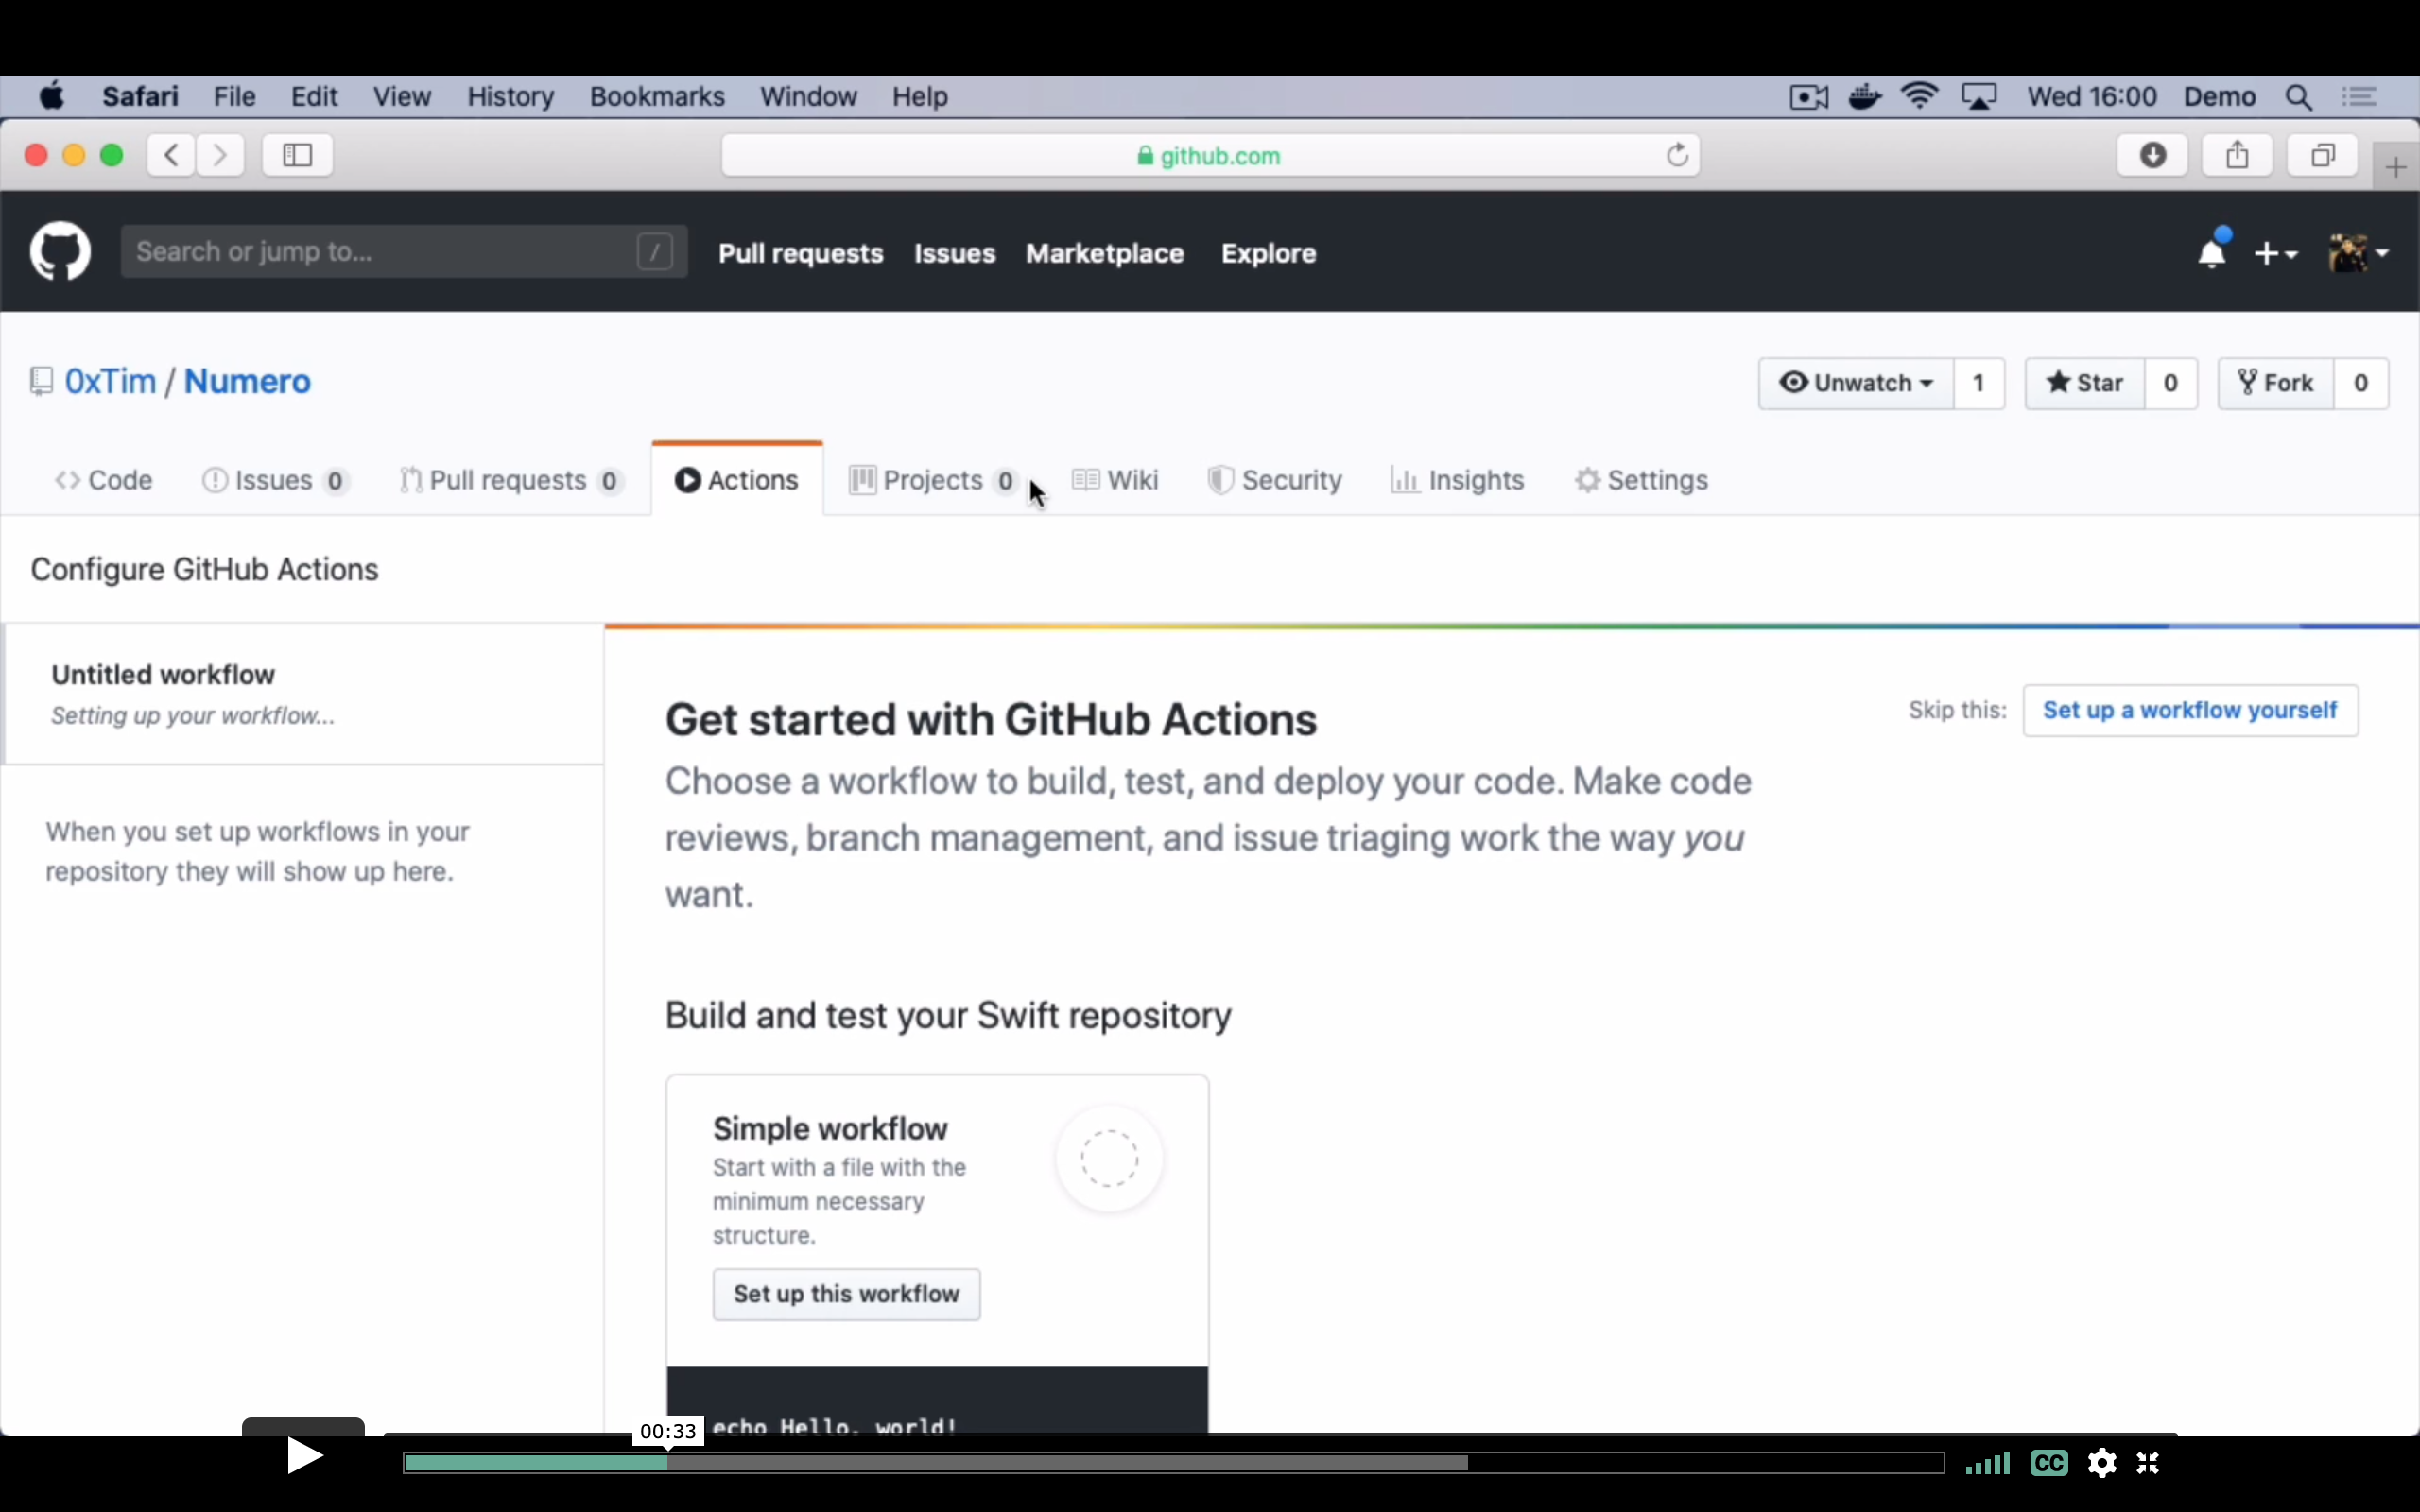 Safari File Edit View History Bookmarks Window Help Wed 16:00 Demo
github.com
Search or jump to... / Pull requests Issues Marketplace Explore
0xTim / Numero Unwatch 1 Star 0 Fork 0
Code Issues 0 Pull requests 0 Actions Projects 0 Wiki Security Insights Settings
Configure GitHub Actions
Untitled workflow
Setting up your workflow...
When you set up workflows in your
repository they will show up here.
Get started with GitHub Actions
Skip this: Set up a workflow yourself
Choose a workflow to build, test, and deploy your code. Make code
reviews, branch management, and issue triaging work the way you
want.
Build and test your Swift repository
Simple workflow
Start with a file with the
minimum necessary
structure.
Set up this workflow
echo Hello, world!
00:33
CC